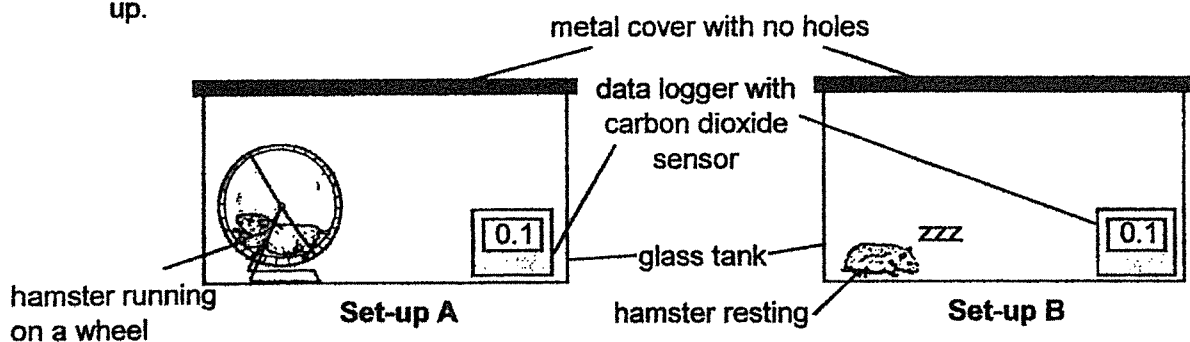 up.
metal cover with no holes
data logger with
carbon dioxide
sensor
0.1
zzz
0.1
glass tank
hamster running
on a wheel
Set-up A
hamster resting
Set-up B